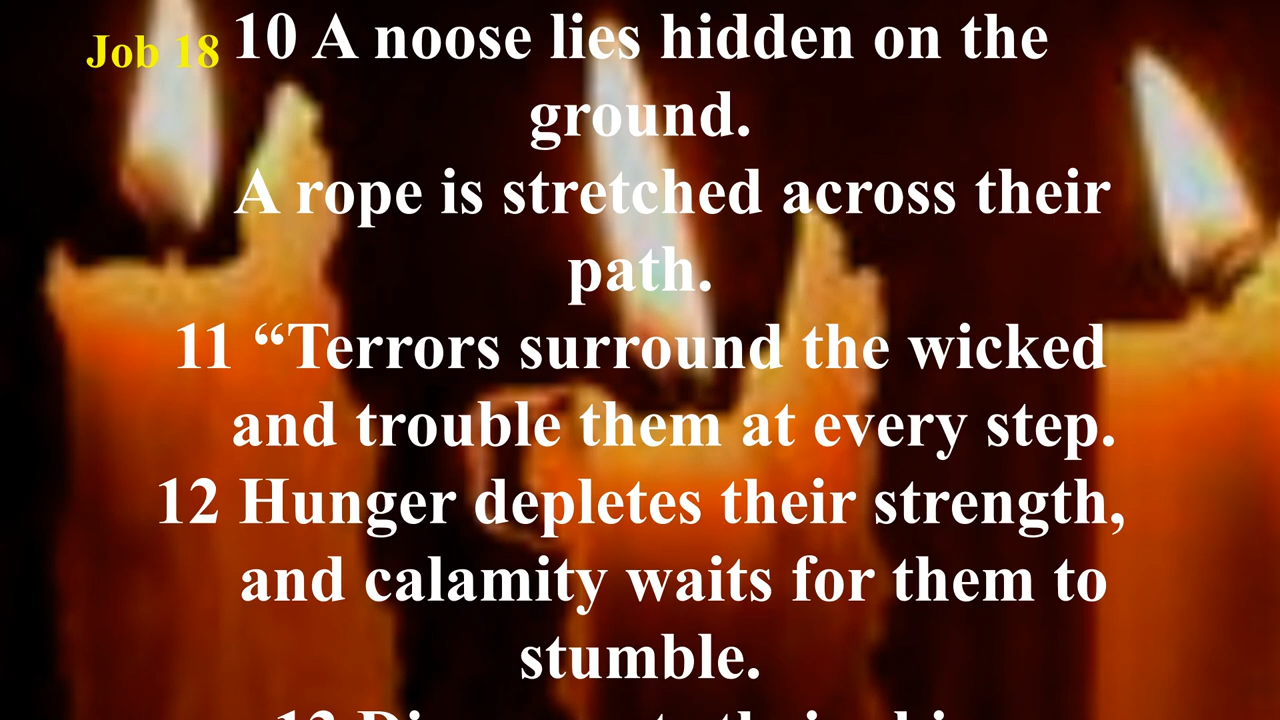 Job 18 10 A noose lies hidden on the
ground.
A rope is stretched across their
path.
11 “Terrors surround the wicked
and trouble them at every step.
12 Hunger depletes their strength,
and calamity waits for them to
stumble.